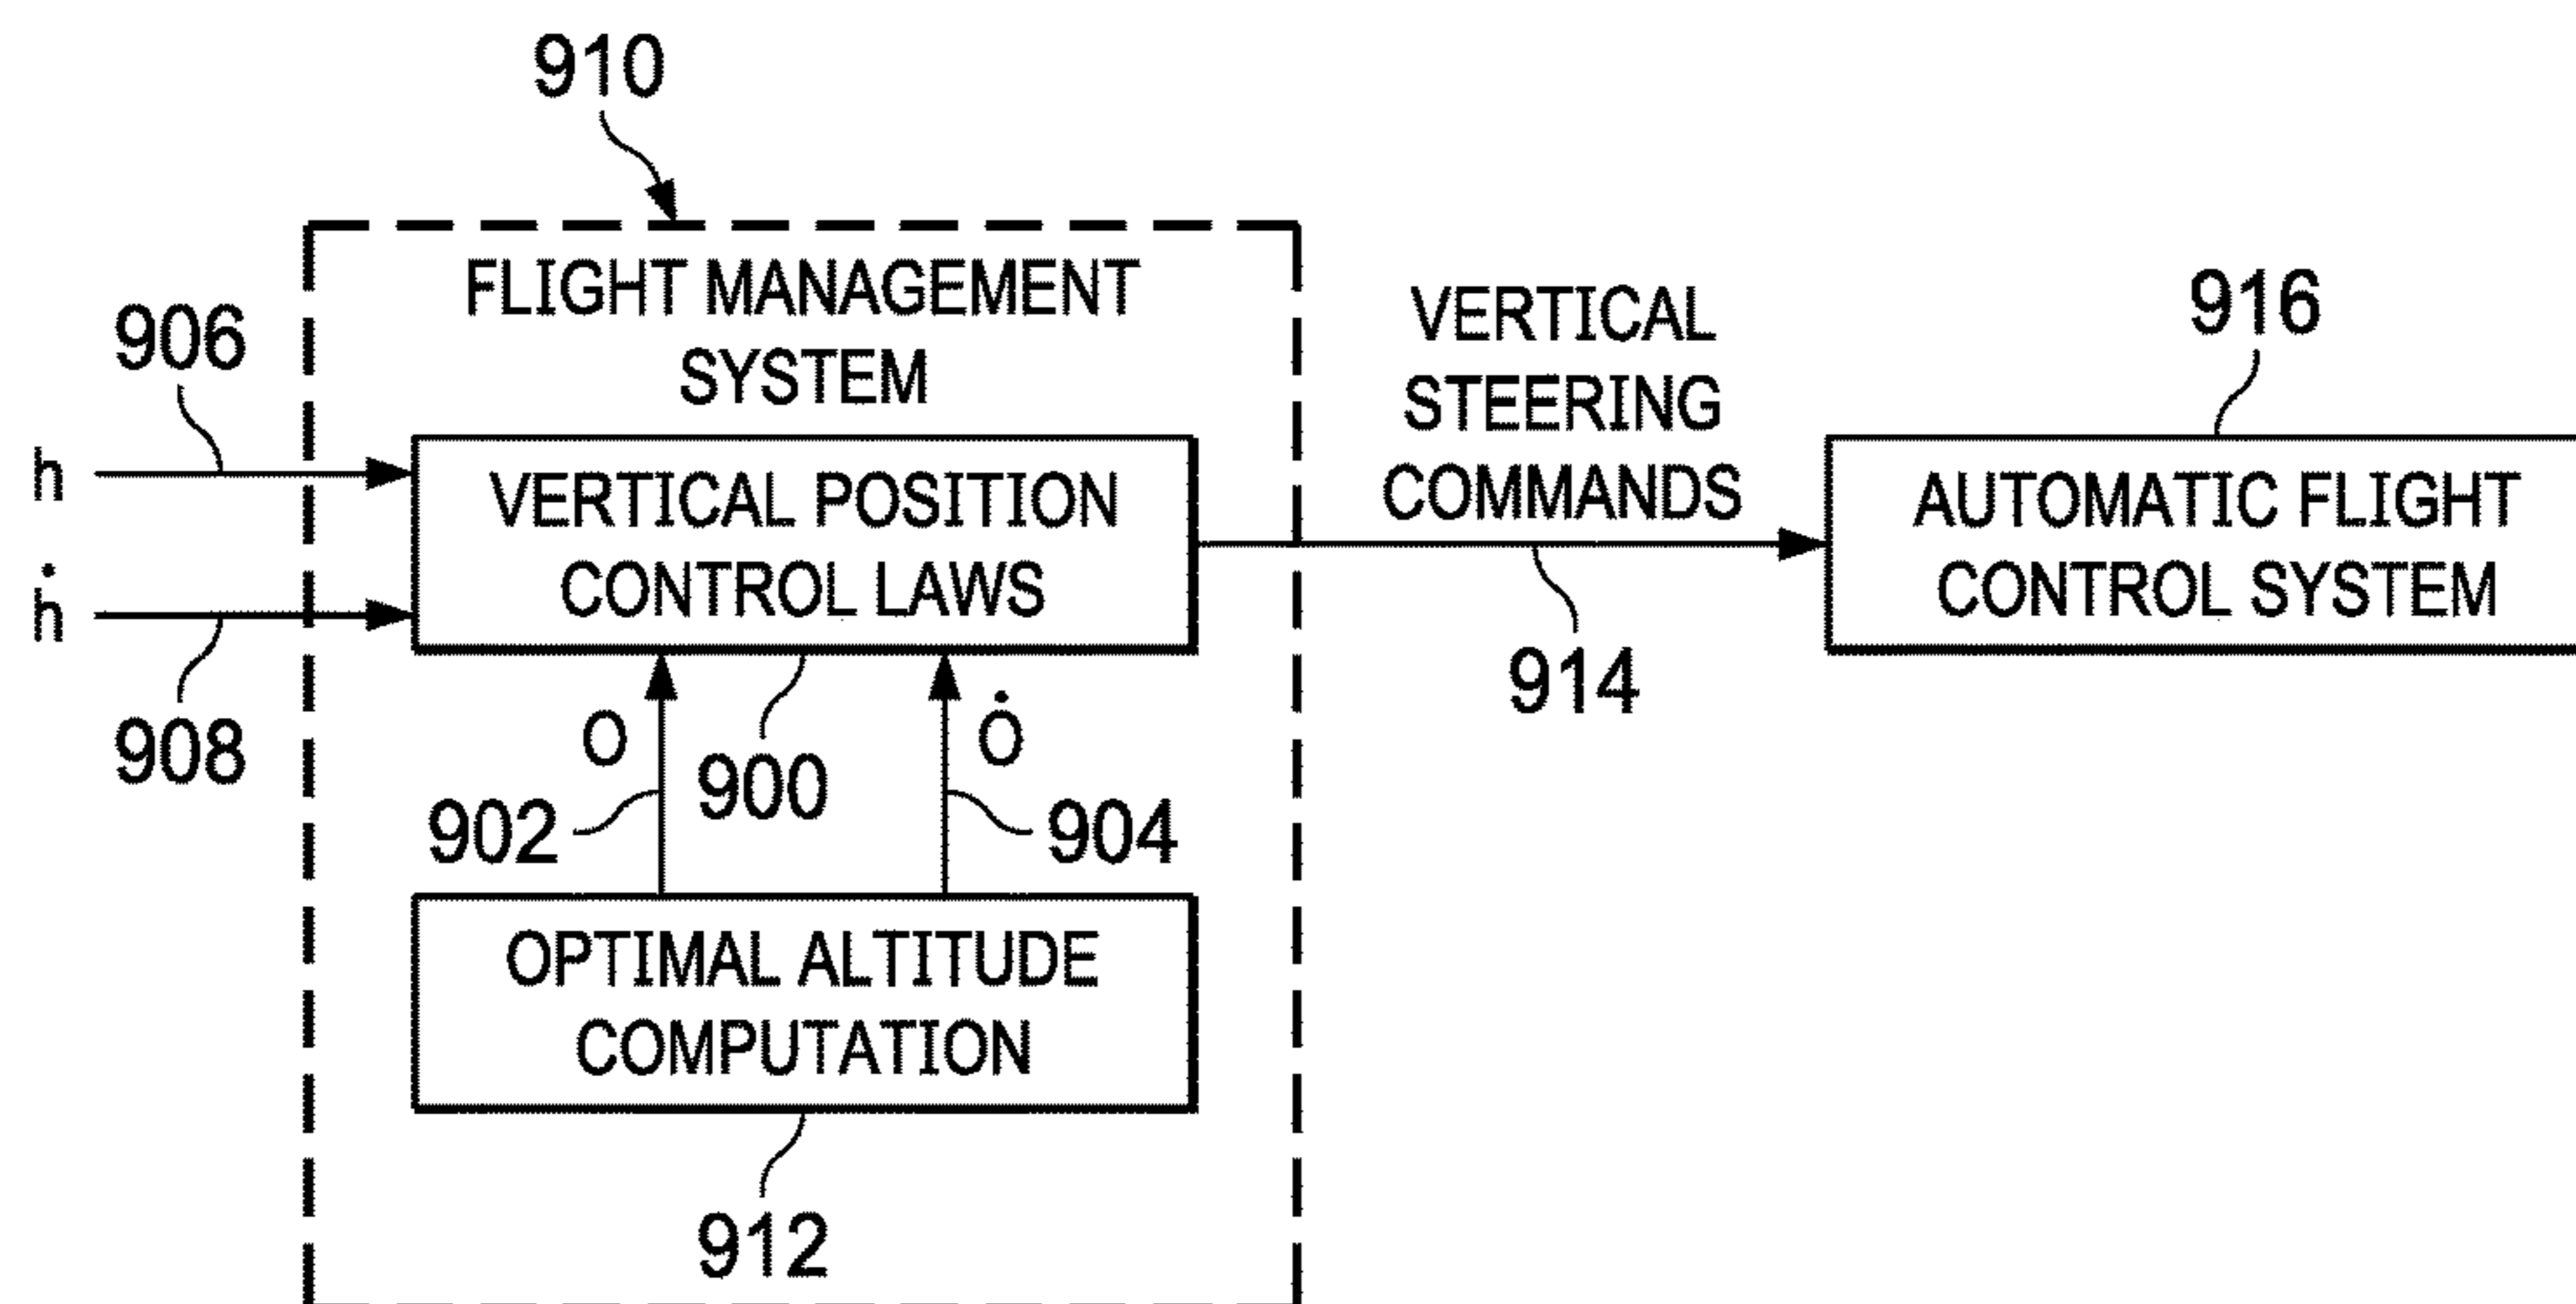 910
FLIGHT MANAGEMENT
SYSTEM
906
h
ḣ
908
VERTICAL POSITION
CONTROL LAWS
VERTICAL
STEERING
COMMANDS
914
916
AUTOMATIC FLIGHT
CONTROL SYSTEM
O
902
900
Ȯ
904
OPTIMAL ALTITUDE
COMPUTATION
912